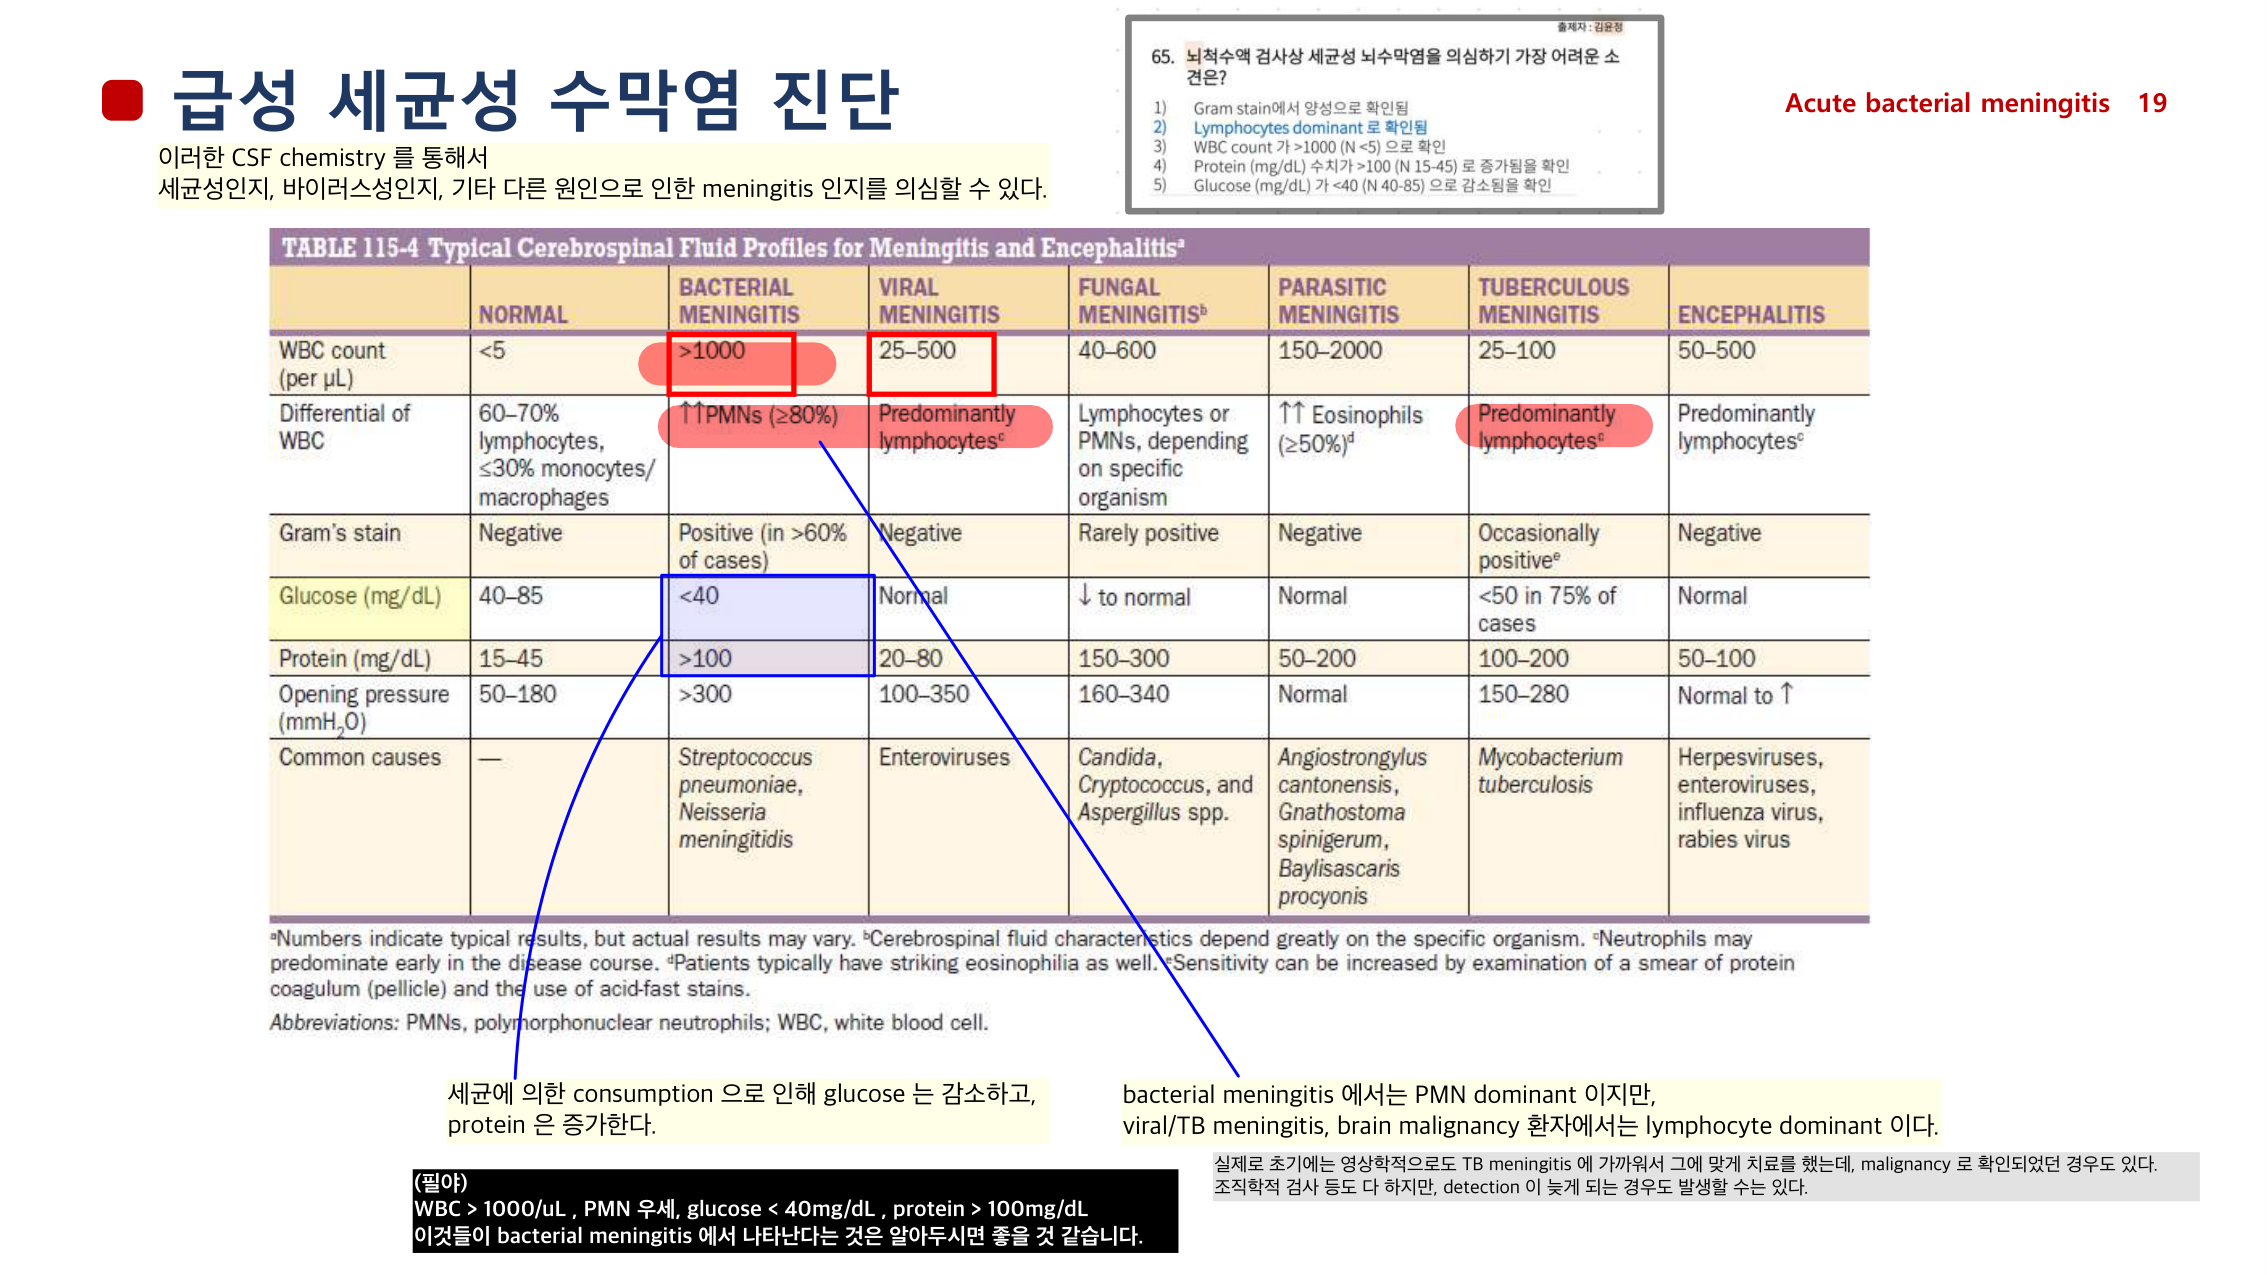 출제자 : 김윤정
65. 뇌척수액 검사상 세균성 뇌수막염을 의심하기 가장 어려운 소
견은?
1) Gram stain에서 양성으로 확인됨
2) Lymphocytes dominant 로 확인됨
3) WBC count 가 >1000 (N <5) 으로 확인
4) Protein (mg/dL) 수치가 >100 (N 15-45) 로 증가됨을 확인
5) Glucose (mg/dL) 가 <40 (N 40-85) 으로 감소됨을 확인
급성 세균성 수막염 진단
Acute bacterial meningitis 19
이러한 CSF chemistry 를 통해서
세균성인지, 바이러스성인지, 기타 다른 원인으로 인한 meningitis 인지를 의심할 수 있다.
TABLE 115-4 Typical Cerebrospinal Fluid Profiles for Meningitis and Encephalitisᵃ
NORMAL
BACTERIAL
MENINGITIS
VIRAL
MENINGITIS
FUNGAL
MENINGITISᵇ
PARASITIC
MENINGITIS
TUBERCULOUS
MENINGITIS
ENCEPHALITIS
WBC count
(per µL)
<5
>1000
25–500
40–600
150–2000
25–100
50–500
Differential of
WBC
60–70%
lymphocytes,
≤30% monocytes/
macrophages
↑↑PMNs (≥80%)
Predominantly
lymphocytesᶜ
Lymphocytes or
PMNs, depending
on specific
organism
↑↑ Eosinophils
(≥50%)ᵈ
Predominantly
lymphocytesᶜ
Predominantly
lymphocytesᶜ
Gram's stain
Negative
Positive (in >60%
of cases)
Negative
Rarely positive
Negative
Occasionally
positiveᵉ
Negative
Glucose (mg/dL)
40–85
<40
Normal
↓ to normal
Normal
<50 in 75% of
cases
Normal
Protein (mg/dL)
15–45
>100
20–80
150–300
50–200
100–200
50–100
Opening pressure
(mmH₂O)
50–180
>300
100–350
160–340
Normal
150–280
Normal to ↑
Common causes
—
Streptococcus
pneumoniae,
Neisseria
meningitidis
Enteroviruses
Candida,
Cryptococcus, and
Aspergillus spp.
Angiostrongylus
cantonensis,
Gnathostoma
spinigerum,
Baylisascaris
procyonis
Mycobacterium
tuberculosis
Herpesviruses,
enteroviruses,
influenza virus,
rabies virus
ᵃNumbers indicate typical results, but actual results may vary. ᵇCerebrospinal fluid characteristics depend greatly on the specific organism. ᶜNeutrophils may
predominate early in the disease course. ᵈPatients typically have striking eosinophilia as well. ᵉSensitivity can be increased by examination of a smear of protein
coagulum (pellicle) and the use of acid-fast stains.
Abbreviations: PMNs, polymorphonuclear neutrophils; WBC, white blood cell.
세균에 의한 consumption 으로 인해 glucose 는 감소하고,
protein 은 증가한다.
bacterial meningitis 에서는 PMN dominant 이지만,
viral/TB meningitis, brain malignancy 환자에서는 lymphocyte dominant 이다.
실제로 초기에는 영상학적으로도 TB meningitis 에 가까워서 그에 맞게 치료를 했는데, malignancy 로 확인되었던 경우도 있다.
조직학적 검사 등도 다 하지만, detection 이 늦게 되는 경우도 발생할 수는 있다.
(필야)
WBC > 1000/uL , PMN 우세, glucose < 40mg/dL , protein > 100mg/dL
이것들이 bacterial meningitis 에서 나타난다는 것은 알아두시면 좋을 것 같습니다.